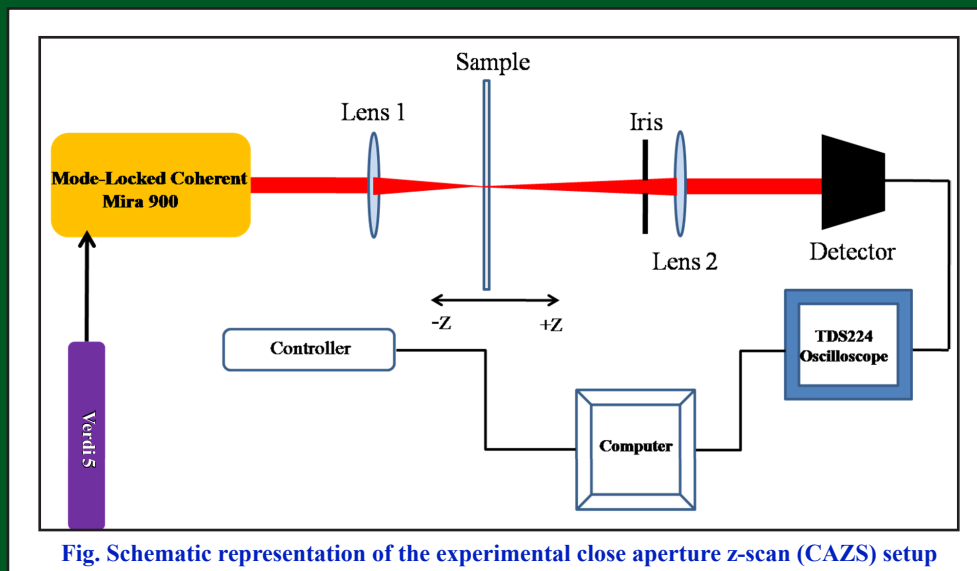 Sample
Lens 1
Iris
Mode-Locked Coherent
Mira 900
Lens 2
Detector
-z
+z
TDS224
Oscilloscope
Controller
Computer
Verdi 5
Fig. Schematic representation of the experimental close aperture z-scan (CAZS) setup